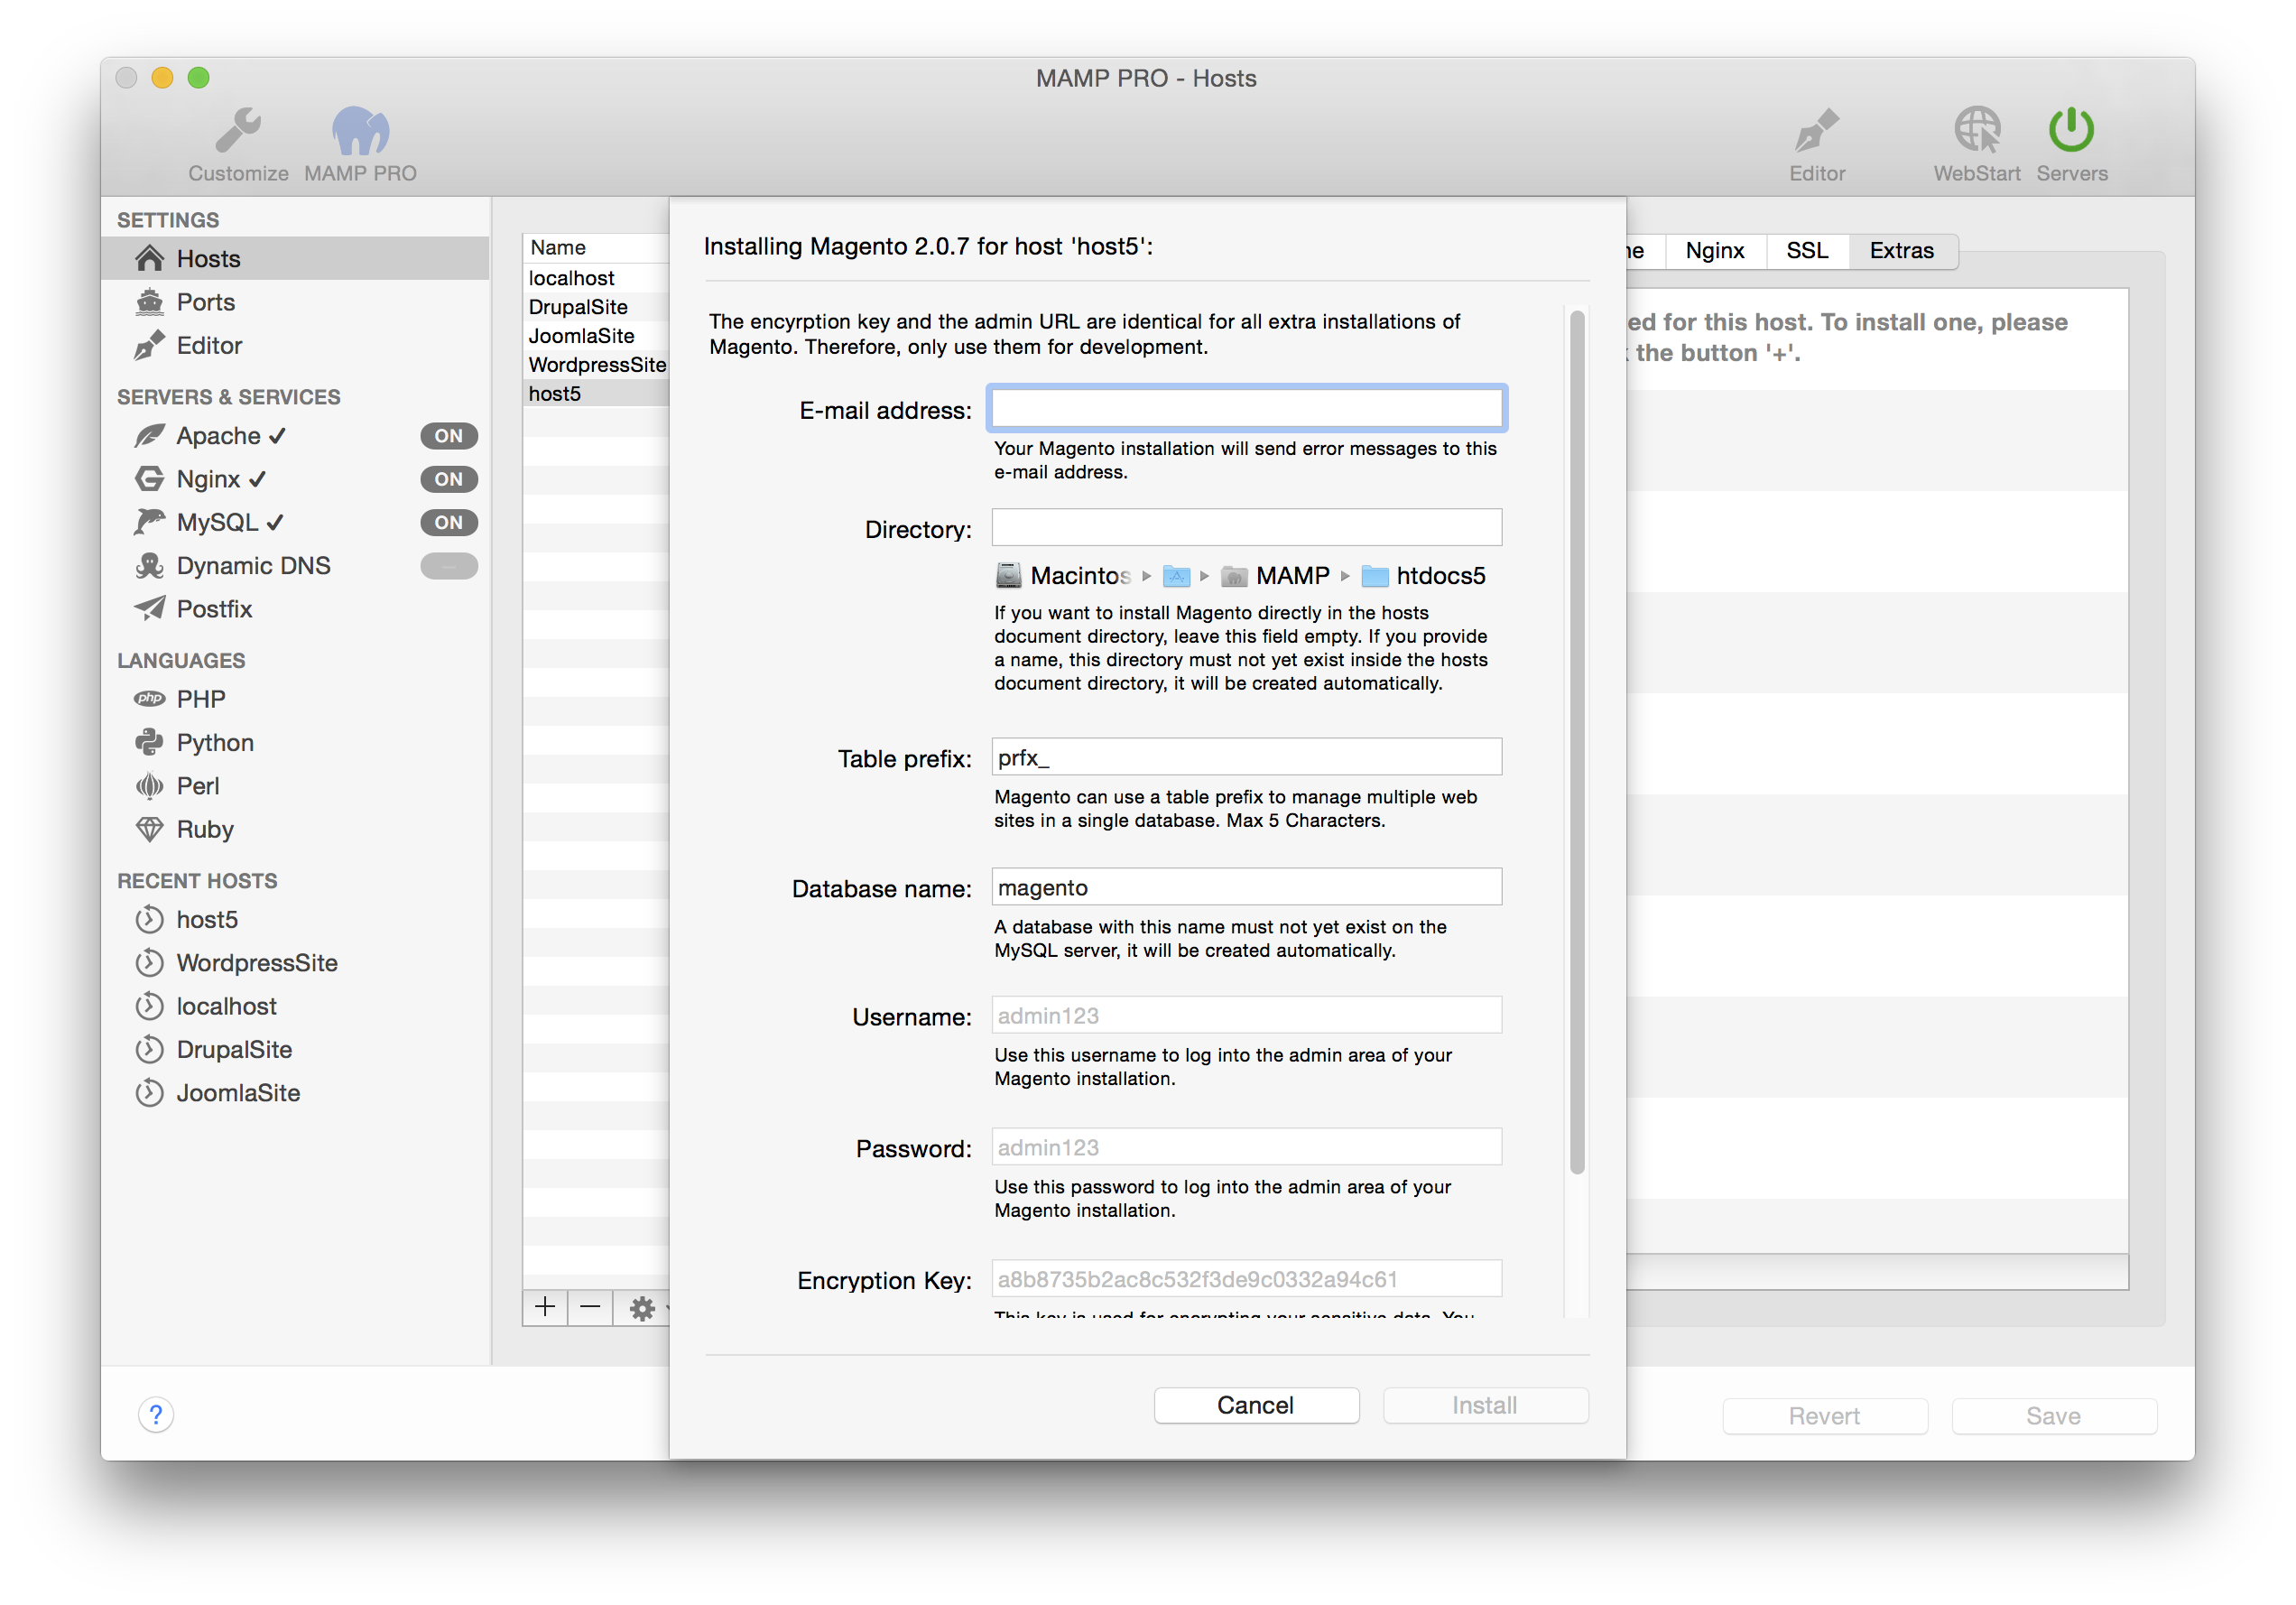 MAMP PRO - Hosts
Customize
MAMP PRO
Editor
WebStart
Servers
SETTINGS
Hosts
Ports
Editor
SERVERS & SERVICES
Apache ✓ ON
Nginx ✓ ON
MySQL ✓ ON
Dynamic DNS
Postfix
LANGUAGES
php PHP
Python
Perl
Ruby
RECENT HOSTS
host5
WordpressSite
localhost
DrupalSite
JoomlaSite
?
Name
localhost
DrupalSite
JoomlaSite
WordpressSite
host5
Installing Magento 2.0.7 for host 'host5':
The encyrption key and the admin URL are identical for all extra installations of
Magento. Therefore, only use them for development.
E-mail address:
Your Magento installation will send error messages to this
e-mail address.
Directory:
Macintos ▸ ▸ MAMP ▸ htdocs5
If you want to install Magento directly in the hosts
document directory, leave this field empty. If you provide
a name, this directory must not yet exist inside the hosts
document directory, it will be created automatically.
Table prefix: prfx_
Magento can use a table prefix to manage multiple web
sites in a single database. Max 5 Characters.
Database name: magento
A database with this name must not yet exist on the
MySQL server, it will be created automatically.
Username: admin123
Use this username to log into the admin area of your
Magento installation.
Password: admin123
Use this password to log into the admin area of your
Magento installation.
Encryption Key: a8b8735b2ac8c532f3de9c0332a94c61
This key is used for encrypting your sensitive data. You
Cancel
Install
Nginx
SSL
Extras
ed for this host. To install one, please
the button '+'.
Revert
Save